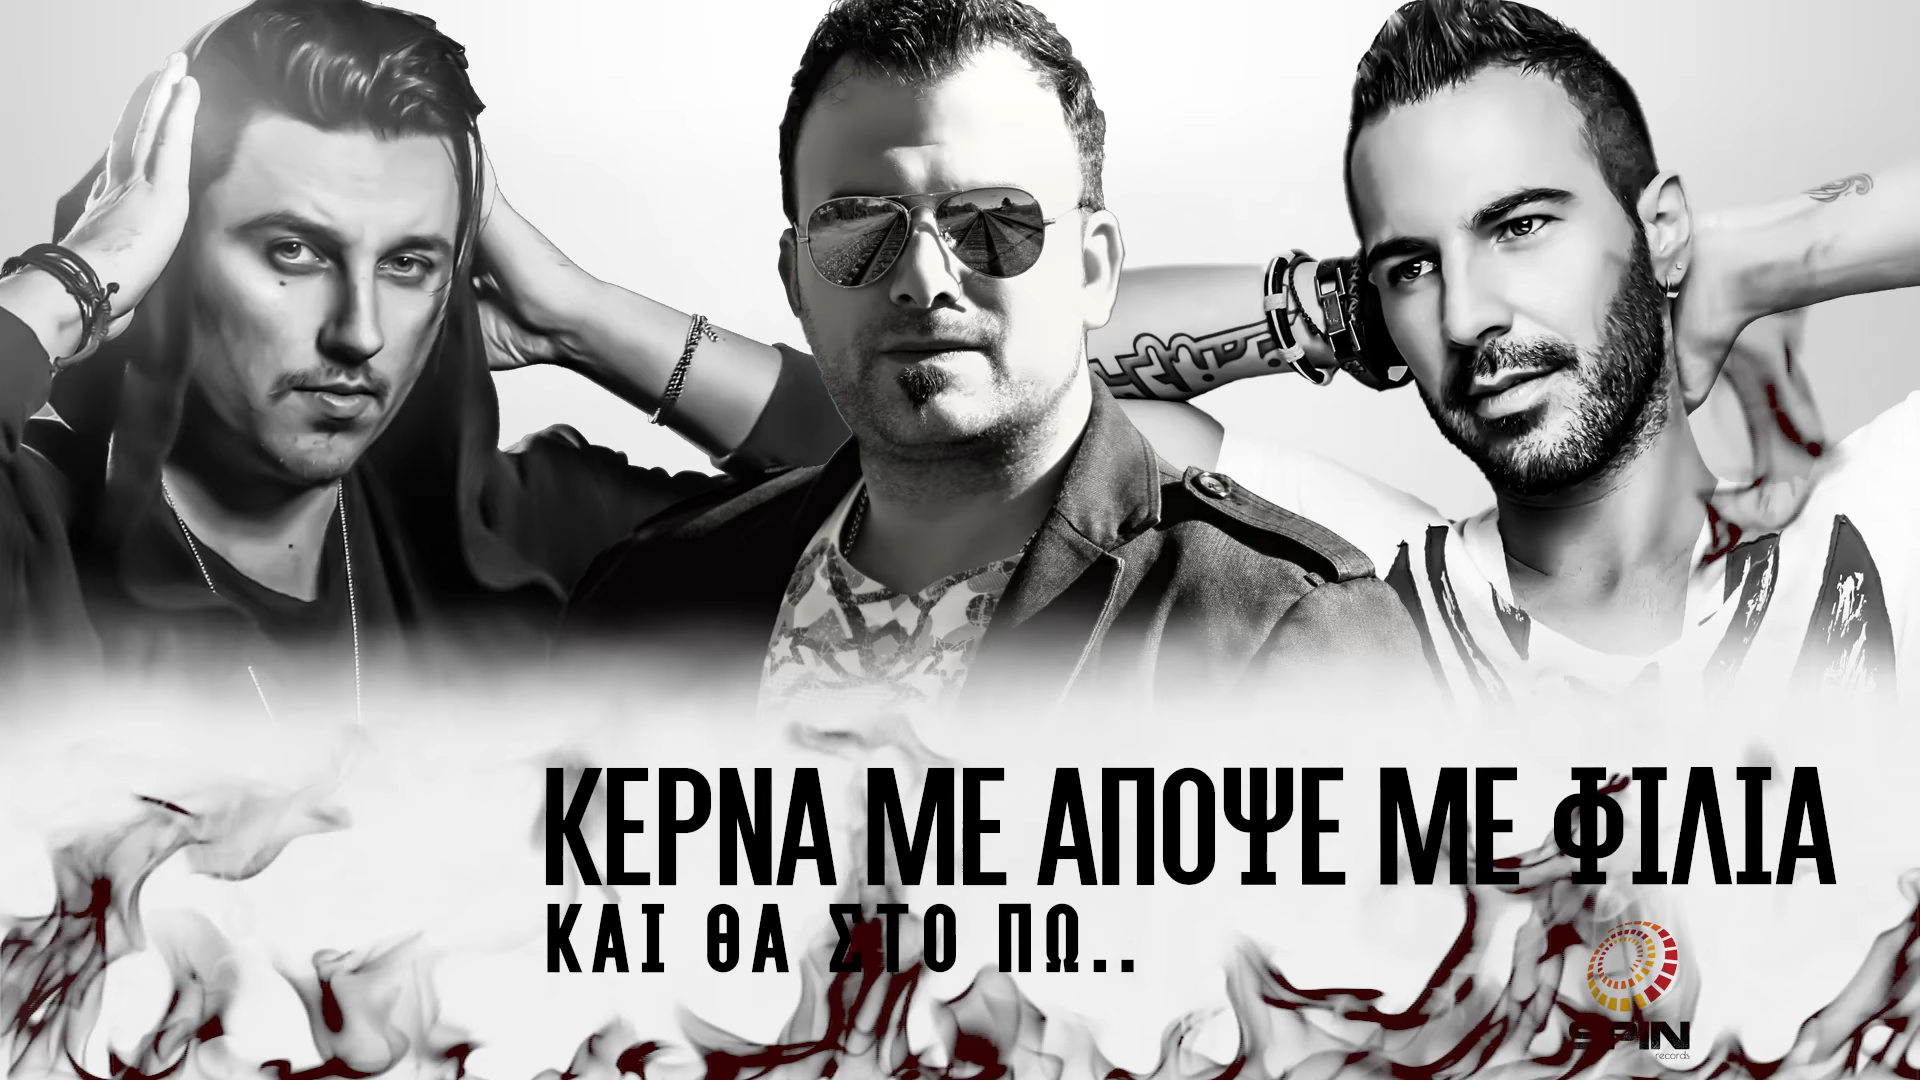 ΚΕΡΝΑ ΜΕ ΑΠΟΨΕ ΜΕ ΦΙΛΙΑ
ΚΑΙ ΘΑ ΣΤΟ ΠΩ..
SPIN
records